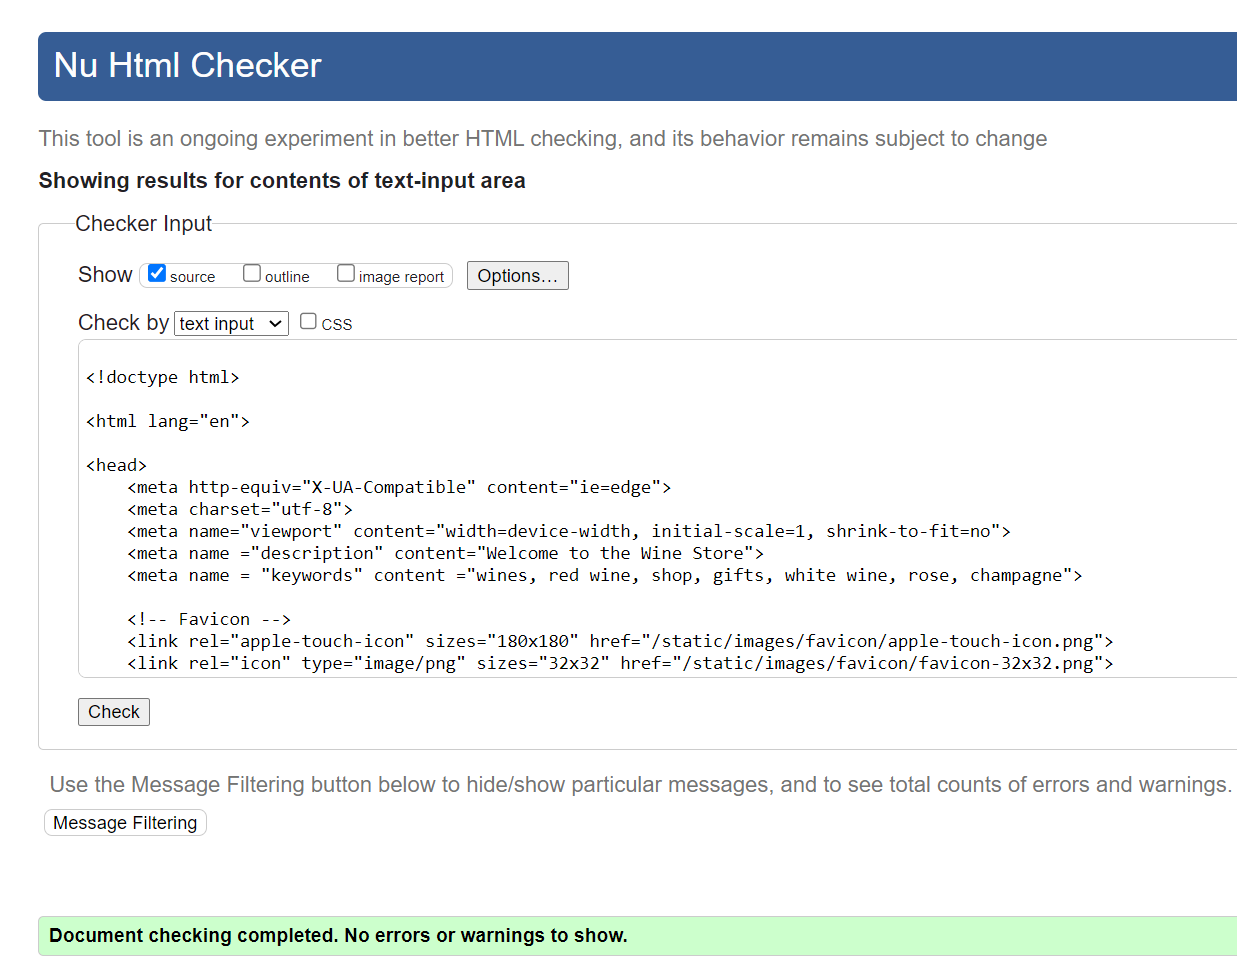 Nu Html Checker
This tool is an ongoing experiment in better HTML checking, and its behavior remains subject to change
Showing results for contents of text-input area
Checker Input
Show source outline image report Options...
Check by text input CSS
<!doctype html>
<html lang="en">
<head>
    <meta http-equiv="X-UA-Compatible" content="ie=edge">
    <meta charset="utf-8">
    <meta name="viewport" content="width=device-width, initial-scale=1, shrink-to-fit=no">
    <meta name ="description" content="Welcome to the Wine Store">
    <meta name = "keywords" content ="wines, red wine, shop, gifts, white wine, rose, champagne">
    <!-- Favicon -->
    <link rel="apple-touch-icon" sizes="180x180" href="/static/images/favicon/apple-touch-icon.png">
    <link rel="icon" type="image/png" sizes="32x32" href="/static/images/favicon/favicon-32x32.png">
Check
Use the Message Filtering button below to hide/show particular messages, and to see total counts of errors and warnings.
Message Filtering
Document checking completed. No errors or warnings to show.